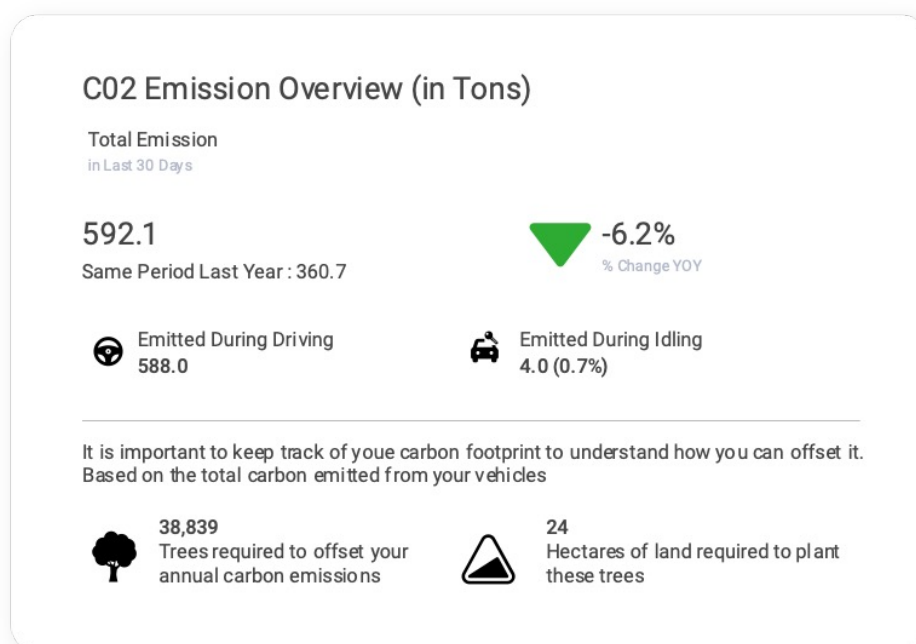 C02 Emission Overview (in Tons)
Total Emission
in Last 30 Days
592.1
Same Period Last Year : 360.7
-6.2%
% Change YOY
Emitted During Driving
588.0
Emitted During Idling
4.0 (0.7%)
It is important to keep track of youe carbon footprint to understand how you can offset it.
Based on the total carbon emitted from your vehicles
38,839
Trees required to offset your
annual carbon emissions
24
Hectares of land required to plant
these trees